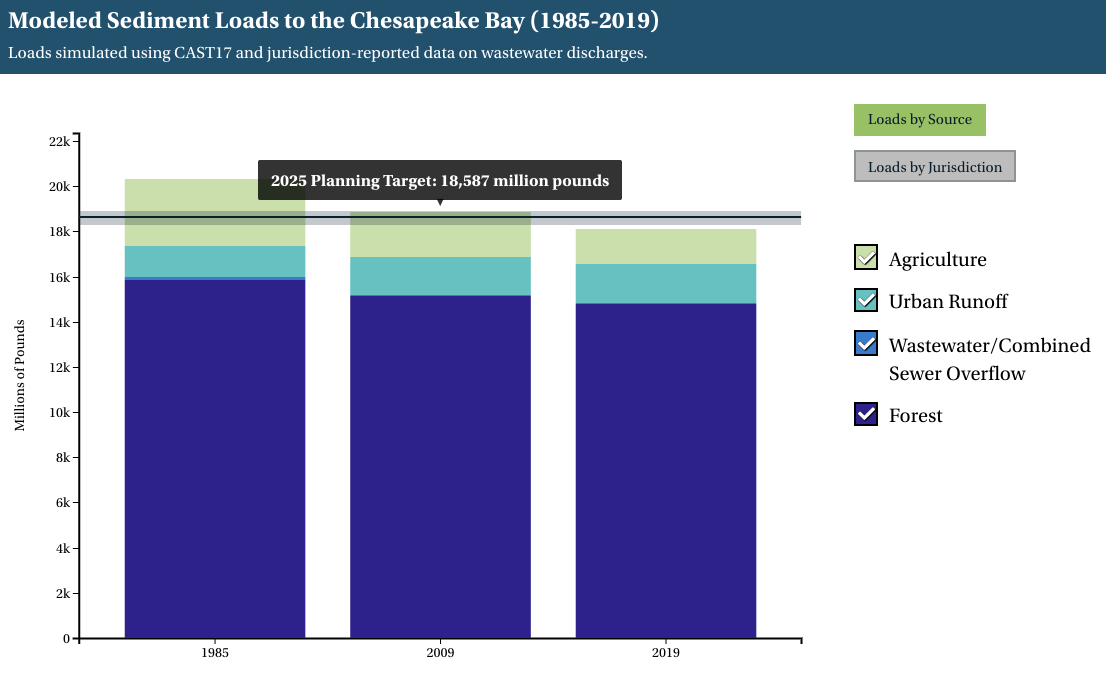 Modeled Sediment Loads to the Chesapeake Bay (1985-2019)
Loads simulated using CAST17 and jurisdiction-reported data on wastewater discharges.
Loads by Source
Loads by Jurisdiction
22k
20k
18k
16k
14k
12k
10k
8k
6k
4k
2k
0
Millions of Pounds
2025 Planning Target: 18,587 million pounds
1985
2009
2019
Agriculture
Urban Runoff
Wastewater/Combined
Sewer Overflow
Forest